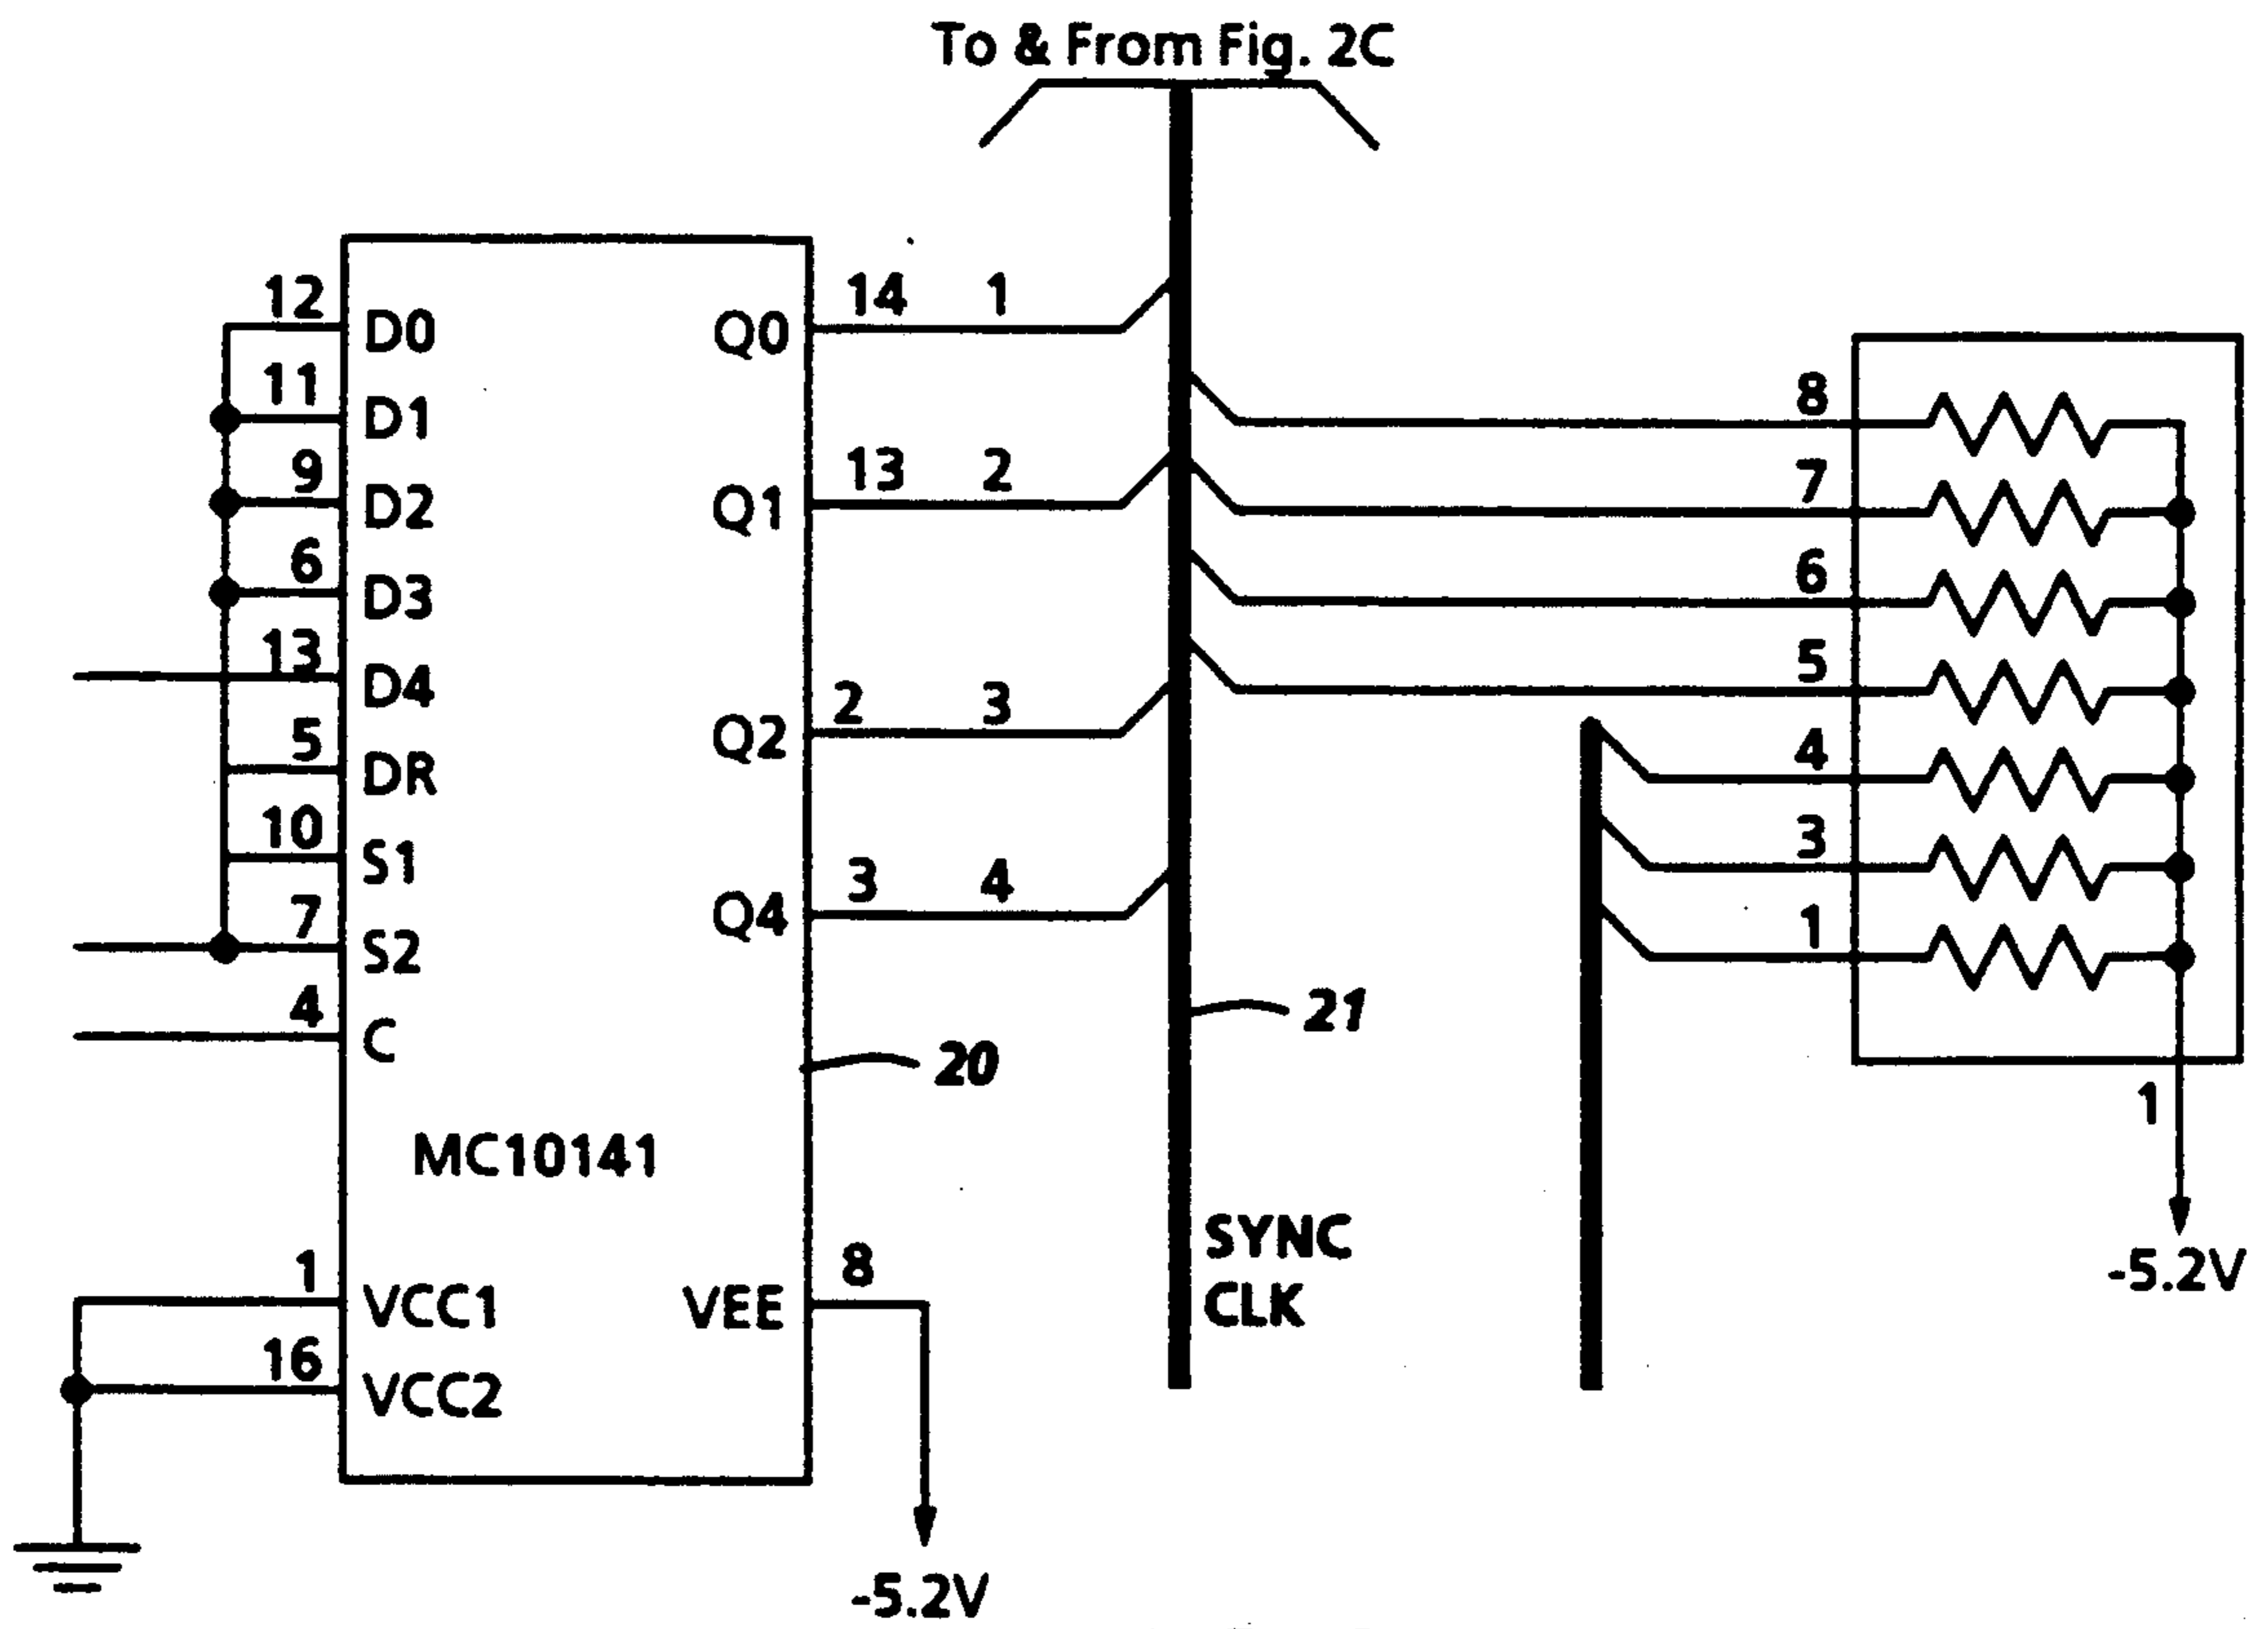 To & From Fig. 2C
12 D0
11 D1
9 D2
6 D3
13 D4
5 DR
10 S1
7 S2
4 C
MC10141
1 VCC1
16 VCC2
Q0 14 1
Q1 13 2
Q2 2 3
Q4 3 4
20
VEE 8
-5.2V
21
SYNC
CLK
8
7
6
5
4
3
1
1
-5.2V